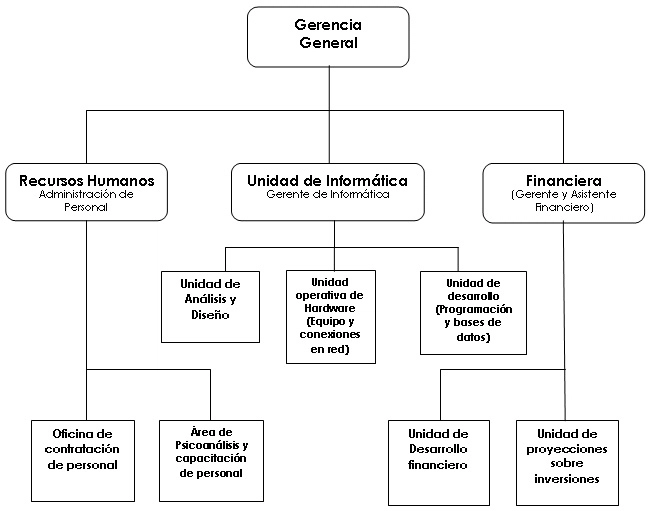 Gerencia
General
Recursos Humanos
Administración de
Personal
Unidad de Informática
Gerente de Informática
Financiera
(Gerente y Asistente
Financiero)
Unidad de
Análisis y
Diseño
Unidad
operativa de
Hardware
(Equipo y
conexiones
en red)
Unidad de
desarrollo
(Programación
y bases de
datos)
Oficina de
contratación
de personal
Área de
Psicoanálisis y
capacitación
de personal
Unidad de
Desarrollo
financiero
Unidad de
proyecciones
sobre
inversiones